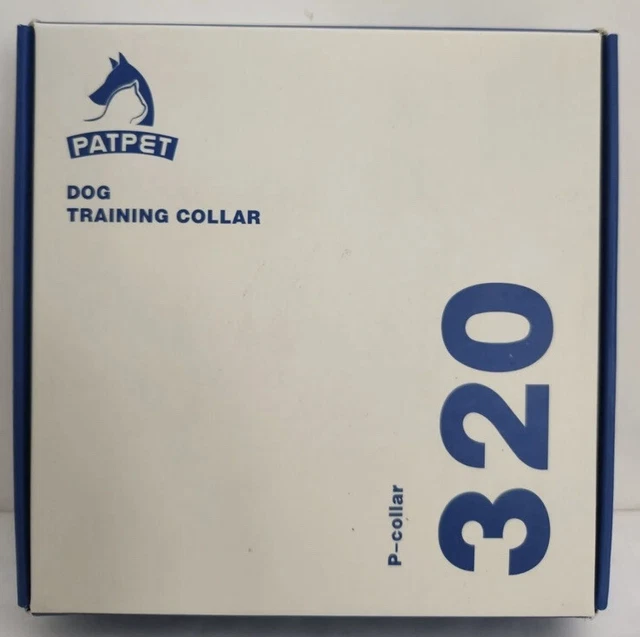 PATPET
DOG
TRAINING COLLAR
P-collar
320